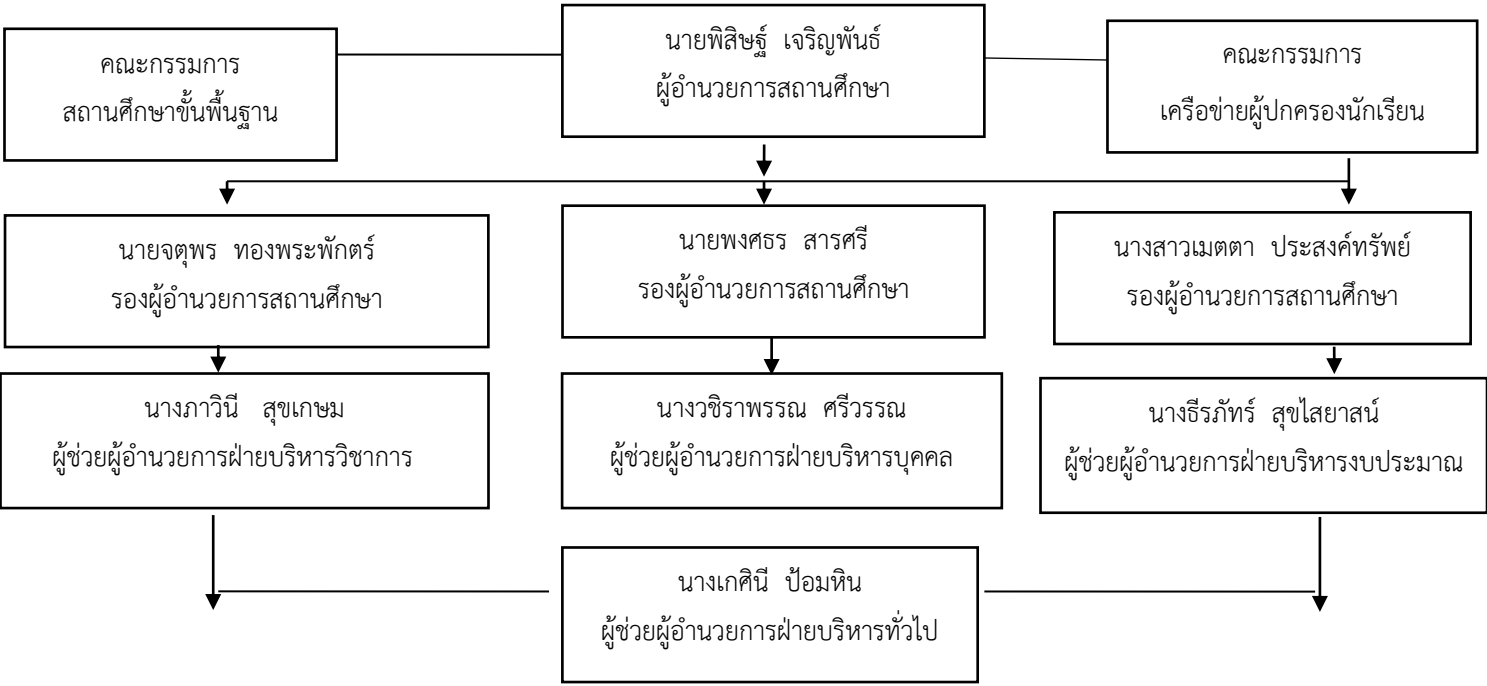 คณะกรรมการ
สถานศึกษาขั้นพื้นฐาน
นายพิสิษฐ์ เจริญพันธ์
ผู้อำนวยการสถานศึกษา
คณะกรรมการ
เครือข่ายผู้ปกครองนักเรียน
นายจตุพร ทองพระพักตร์
รองผู้อำนวยการสถานศึกษา
นายพงศธร สารศรี
รองผู้อำนวยการสถานศึกษา
นางสาวเมตตา ประสงค์ทรัพย์
รองผู้อำนวยการสถานศึกษา
นางภาวินี สุขเกษม
ผู้ช่วยผู้อำนวยการฝ่ายบริหารวิชาการ
นางวชิราพรรณ ศรีวรรณ
ผู้ช่วยผู้อำนวยการฝ่ายบริหารบุคคล
นางธีรภัทร์ สุขไสยาสน์
ผู้ช่วยผู้อำนวยการฝ่ายบริหารงบประมาณ
นางเกศินี ป้อมหิน
ผู้ช่วยผู้อำนวยการฝ่ายบริหารทั่วไป